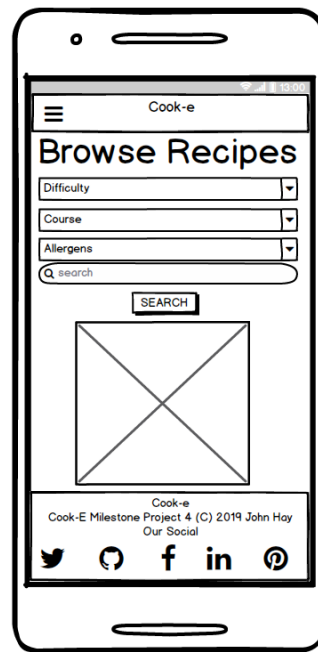 13:00
Cook-e
Browse Recipes
Difficulty
Course
Allergens
search
SEARCH
Cook-e
Cook-E Milestone Project 4 (C) 2019 John Hay
Our Social